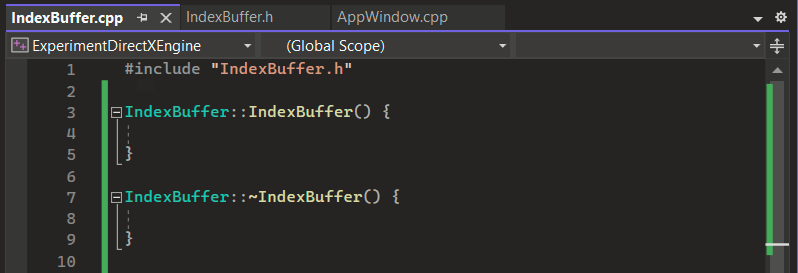 IndexBuffer.cpp IndexBuffer.h AppWindow.cpp
ExperimentDirectXEngine (Global Scope)
1 #include "IndexBuffer.h"
2
3 IndexBuffer::IndexBuffer() {
4
5 }
6
7 IndexBuffer::~IndexBuffer() {
8
9 }
10